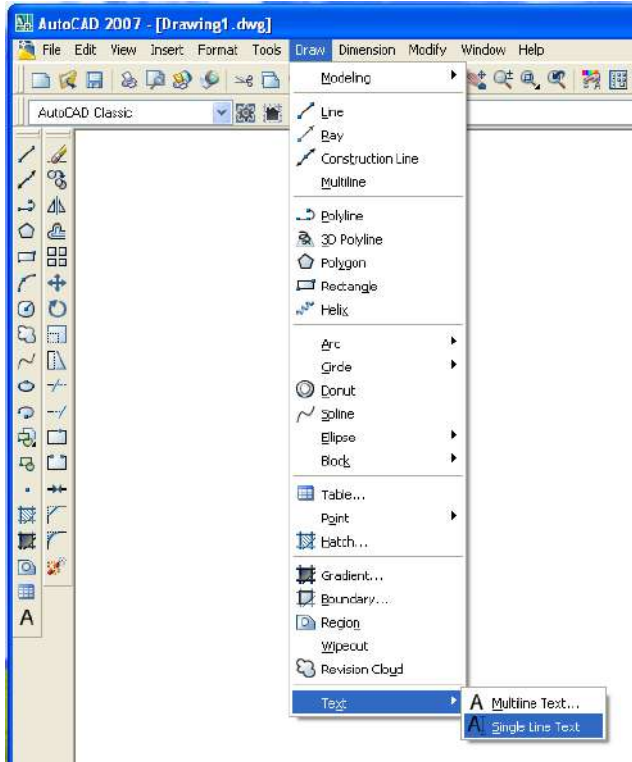 AutoCAD 2007 - [Drawing1.dwg]
File Edit View Insert Format Tools Draw Dimension Modify Window Help
AutoCAD Classic
Modeling
Line
Ray
Construction Line
Multiline
Polyline
3D Polyline
Polygon
Rectangle
Helix
Arc
Circle
Donut
Spline
Ellipse
Block
Table...
Point
Hatch...
Gradient...
Boundary...
Region
Wipeout
Revision Cloud
Text
A Multiline Text...
AI Single Line Text
A